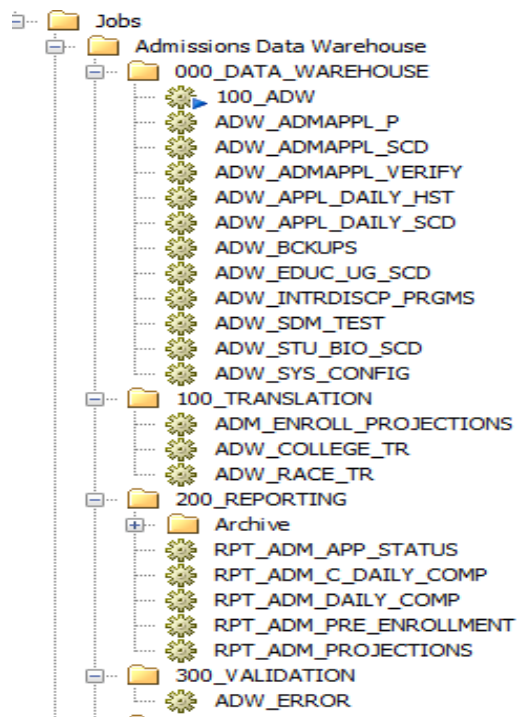 Jobs
Admissions Data Warehouse
000_DATA_WAREHOUSE
100_ADW
ADW_ADMAPPL_P
ADW_ADMAPPL_SCD
ADW_ADMAPPL_VERIFY
ADW_APPL_DAILY_HST
ADW_APPL_DAILY_SCD
ADW_BCKUPS
ADW_EDUC_UG_SCD
ADW_INTRDISCP_PRGMS
ADW_SDM_TEST
ADW_STU_BIO_SCD
ADW_SYS_CONFIG
100_TRANSLATION
ADM_ENROLL_PROJECTIONS
ADW_COLLEGE_TR
ADW_RACE_TR
200_REPORTING
Archive
RPT_ADM_APP_STATUS
RPT_ADM_C_DAILY_COMP
RPT_ADM_DAILY_COMP
RPT_ADM_PRE_ENROLLMENT
RPT_ADM_PROJECTIONS
300_VALIDATION
ADW_ERROR